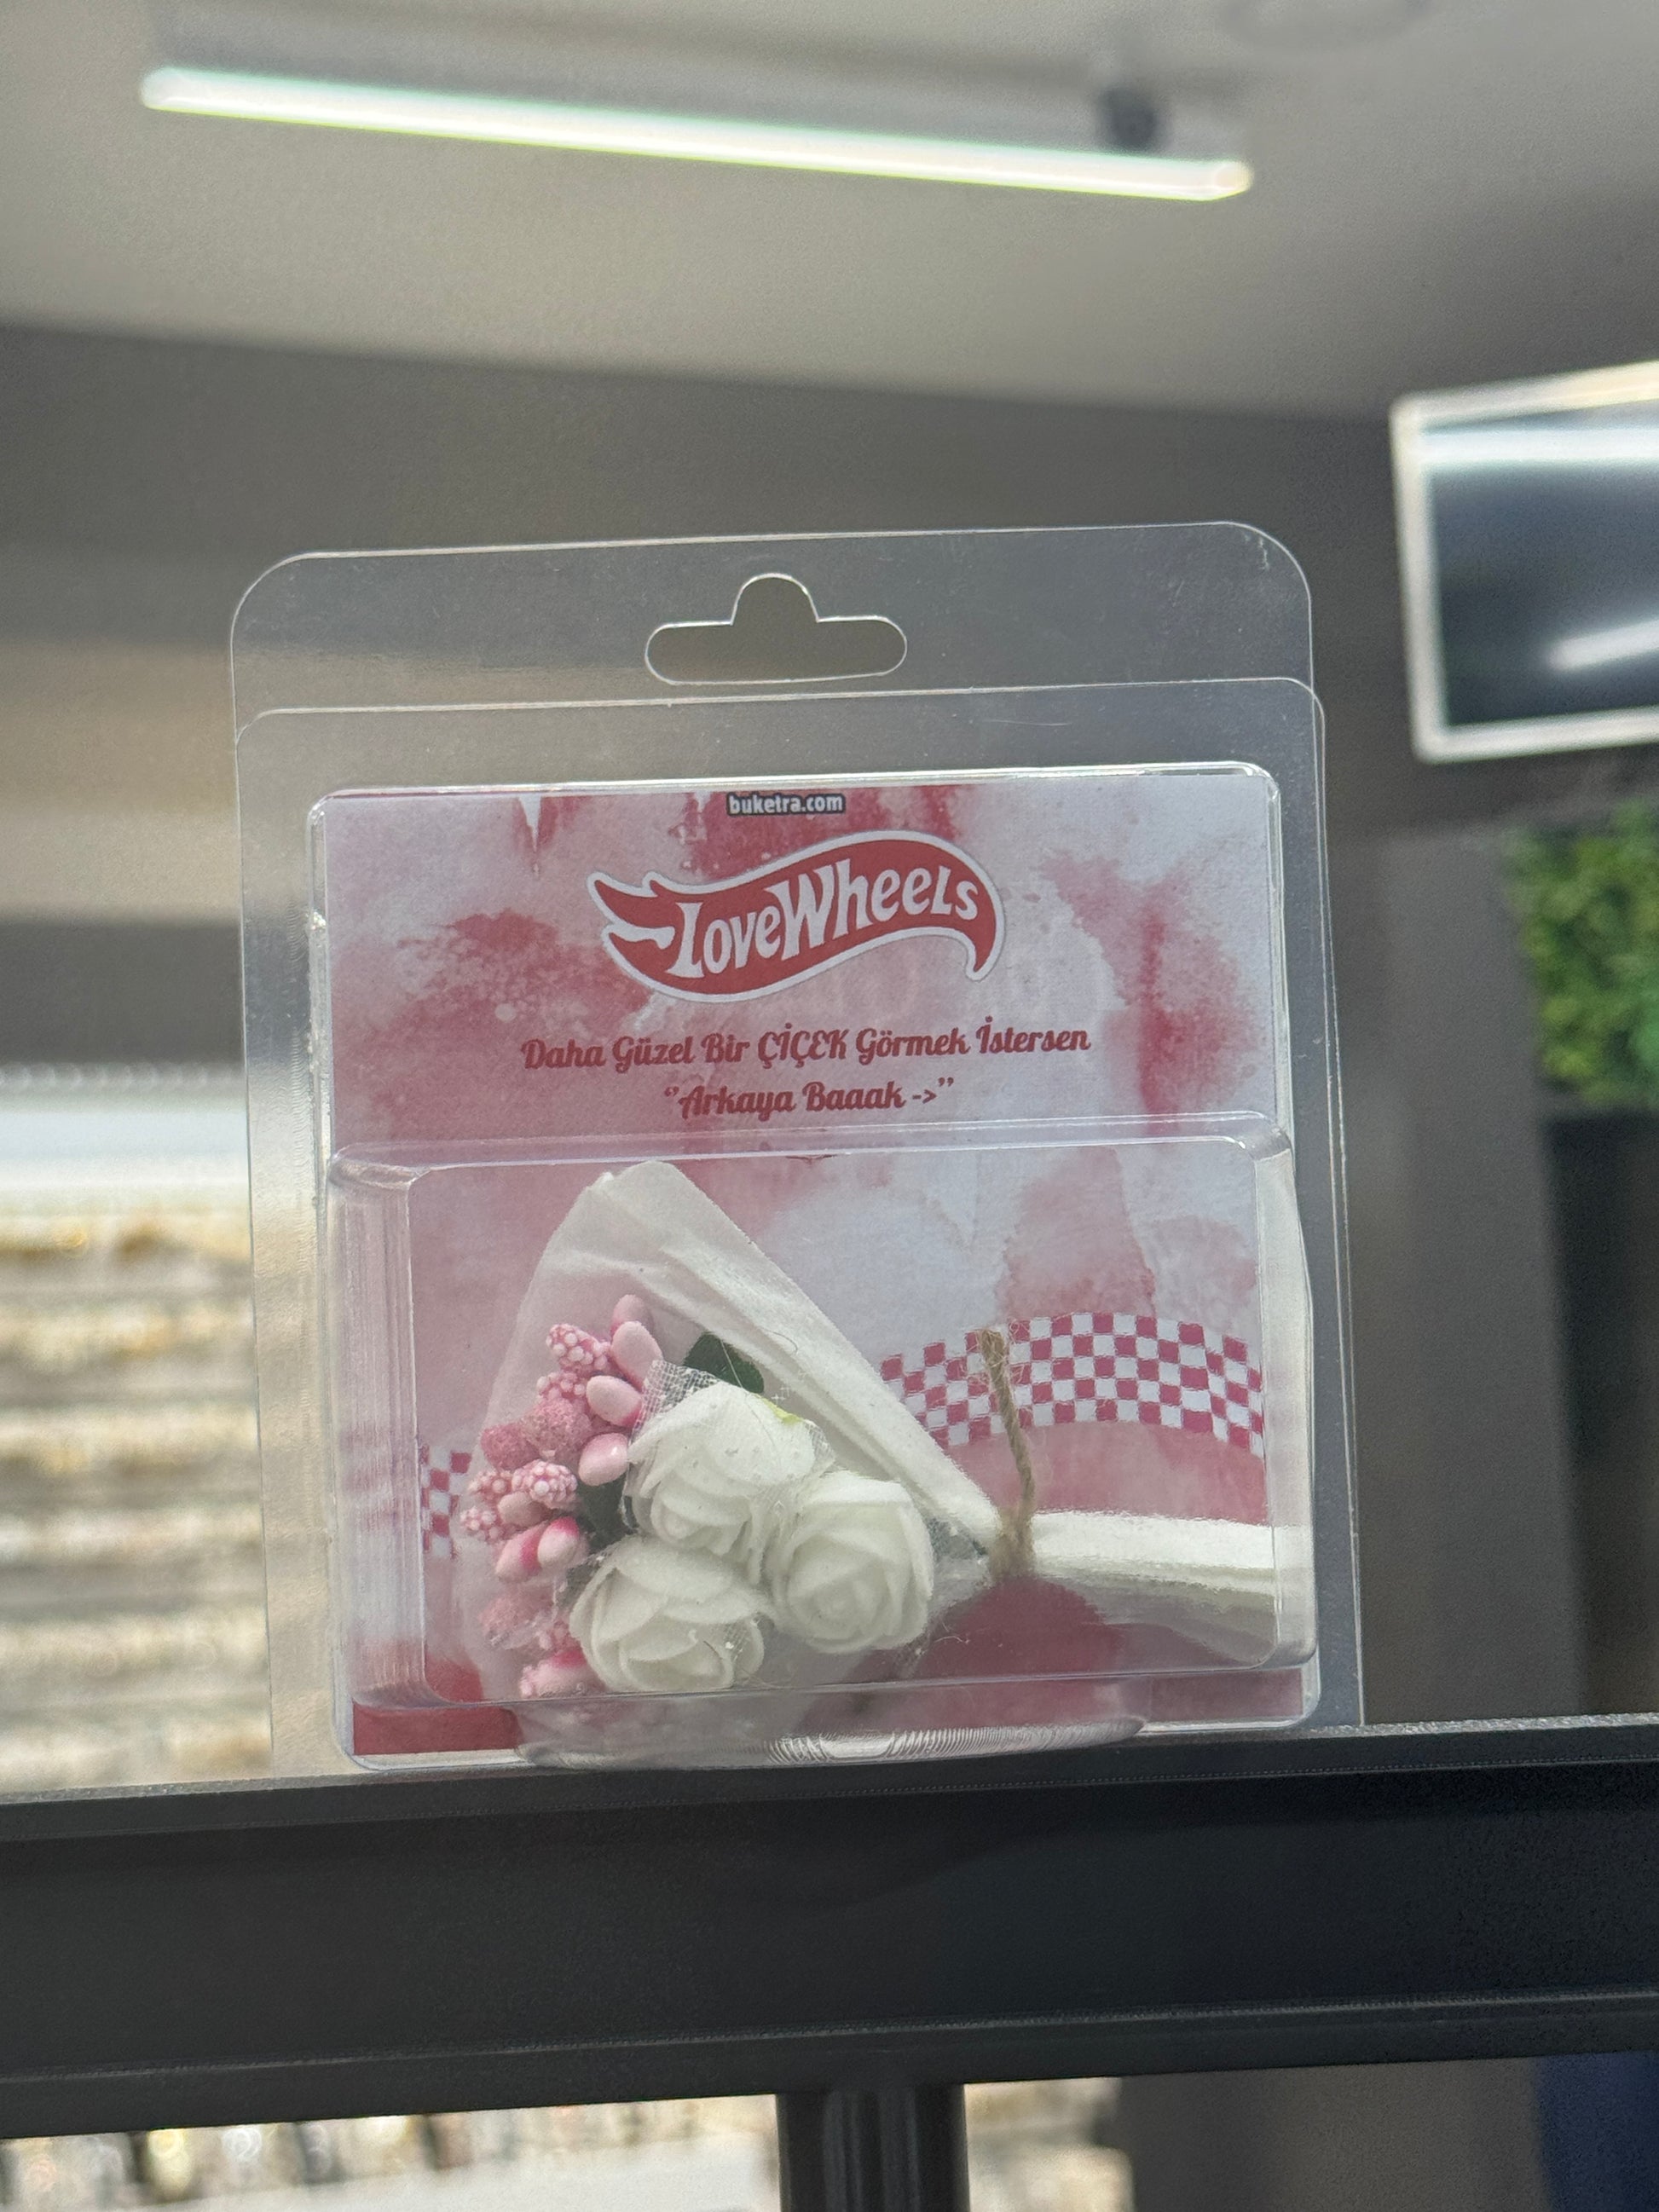 buketra.com
LoveWheels
Daha Güzel Bir ÇİÇEK Görmek İstersen
"Arkaya Baaak ->"